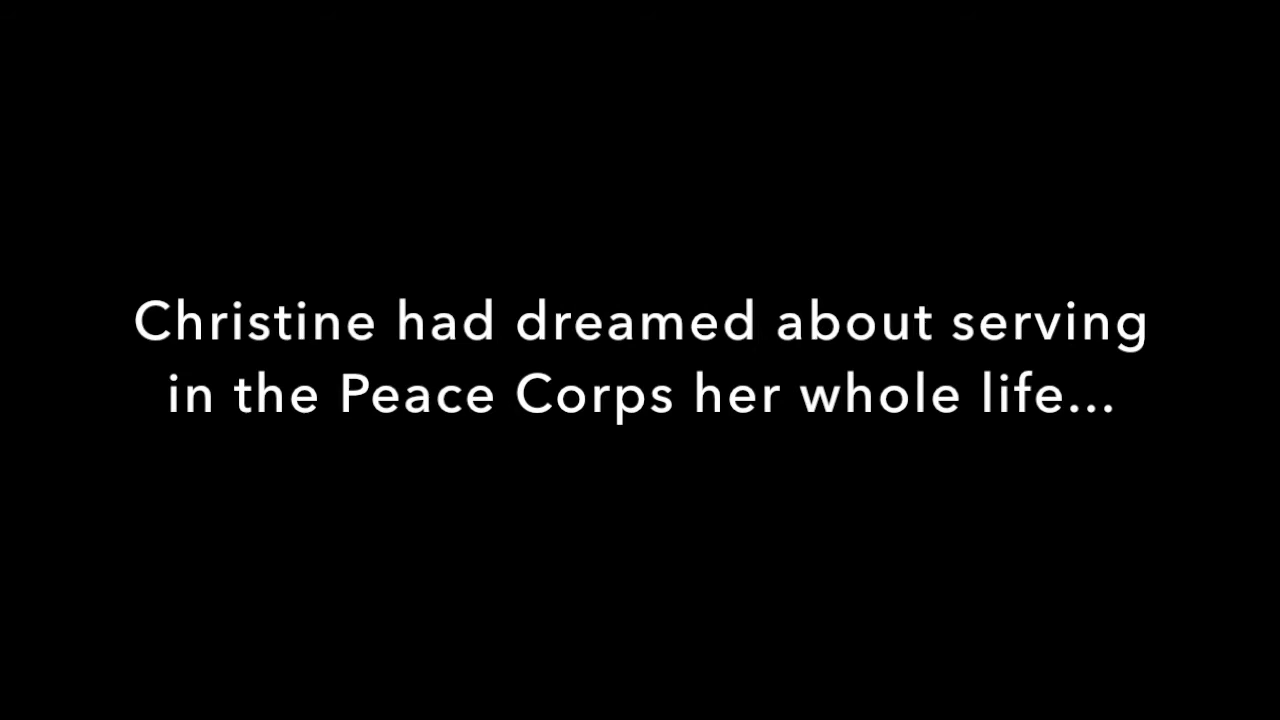 Christine had dreamed about serving
in the Peace Corps her whole life...